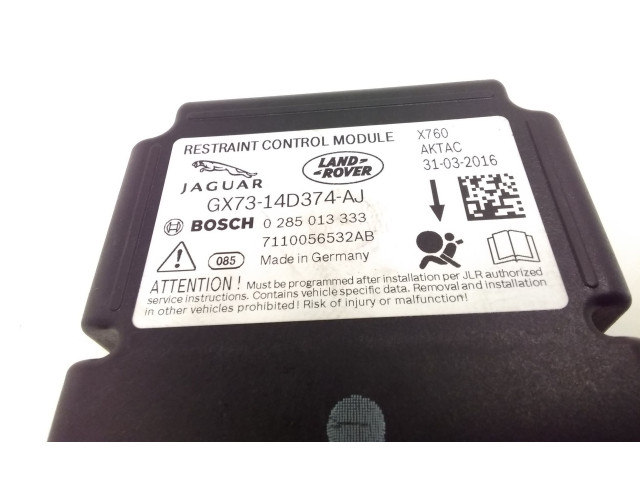 RESTRAINT CONTROL MODULE
X760
AKTAC
31-03-2016
JAGUAR
LAND-
ROVER
GX73-14D374-AJ
BOSCH 0 285 013 333
7110056532AB
085 Made in Germany
ATTENTION! Must be programmed after installation per JLR authorized
service instructions. Contains vehicle specific data. Removal and installation
in other vehicles prohibited! Risk of injury or malfunction!